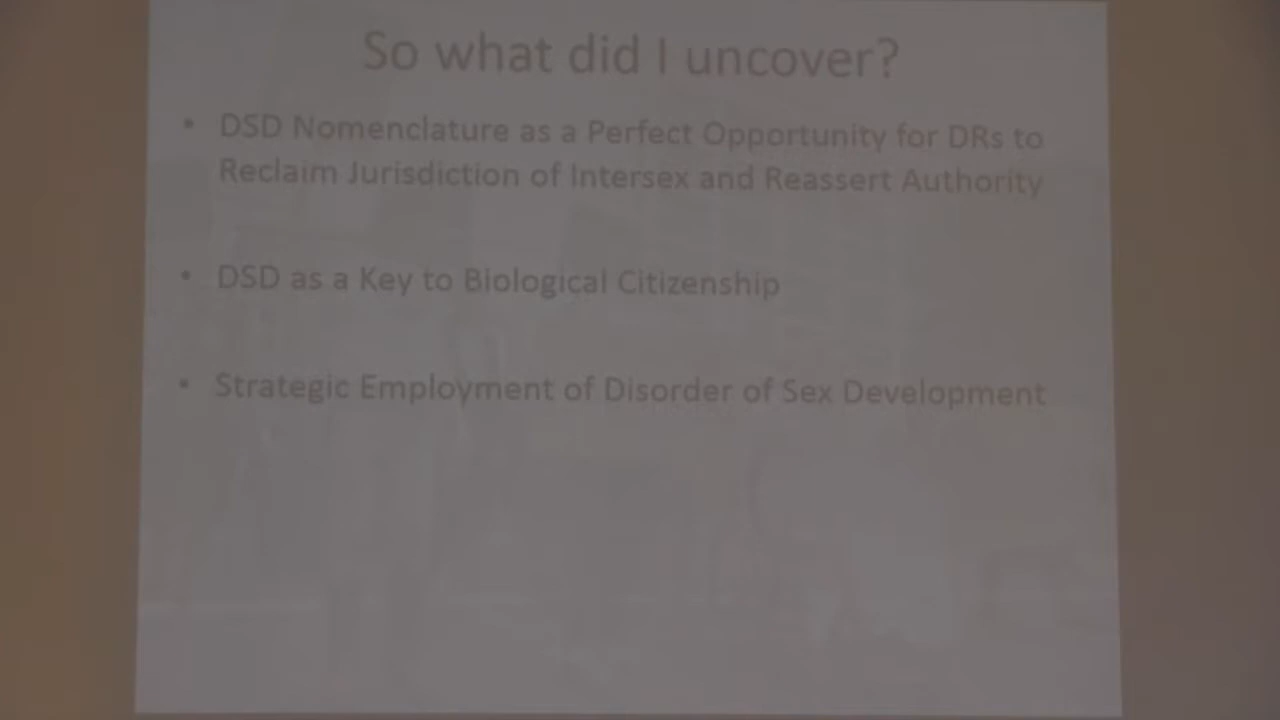 So what did I uncover?
• DSD Nomenclature as a Perfect Opportunity for DRs to
Reclaim Jurisdiction of Intersex and Reassert Authority
• DSD as a Key to Biological Citizenship
• Strategic Employment of Disorder of Sex Development